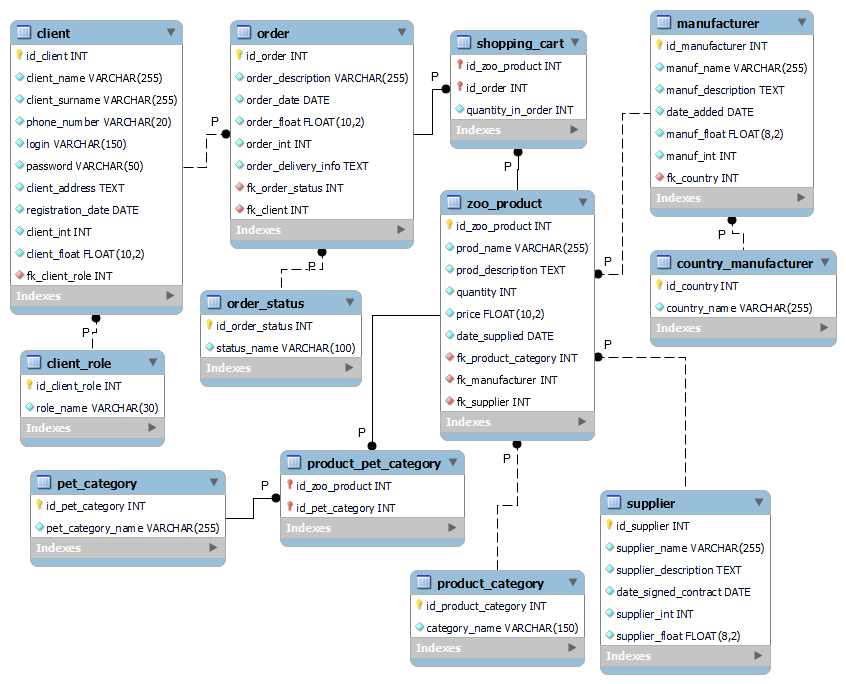 client
id_client INT
client_name VARCHAR(255)
client_surname VARCHAR(255)
phone_number VARCHAR(20)
login VARCHAR(150)
password VARCHAR(50)
client_address TEXT
registration_date DATE
client_int INT
client_float FLOAT(10,2)
fk_client_role INT
Indexes
P
order
id_order INT
order_description VARCHAR(255)
order_date DATE
order_float FLOAT(10,2)
order_int INT
order_delivery_info TEXT
fk_order_status INT
fk_client INT
Indexes
P
shopping_cart
id_zoo_product INT
id_order INT
quantity_in_order INT
Indexes
P
manufacturer
id_manufacturer INT
manuf_name VARCHAR(255)
manuf_description TEXT
date_added DATE
manuf_float FLOAT(8,2)
manuf_int INT
fk_country INT
Indexes
P
zoo_product
id_zoo_product INT
prod_name VARCHAR(255)
prod_description TEXT
quantity INT
price FLOAT(10,2)
date_supplied DATE
fk_product_category INT
fk_manufacturer INT
fk_supplier INT
Indexes
P
P
country_manufacturer
id_country INT
country_name VARCHAR(255)
Indexes
P
order_status
id_order_status INT
status_name VARCHAR(100)
Indexes
P
client_role
id_client_role INT
role_name VARCHAR(30)
Indexes
P
pet_category
id_pet_category INT
pet_category_name VARCHAR(255)
Indexes
P
product_pet_category
id_zoo_product INT
id_pet_category INT
Indexes
P
product_category
id_product_category INT
category_name VARCHAR(150)
Indexes
supplier
id_supplier INT
supplier_name VARCHAR(255)
supplier_description TEXT
date_signed_contract DATE
supplier_int INT
supplier_float FLOAT(8,2)
Indexes